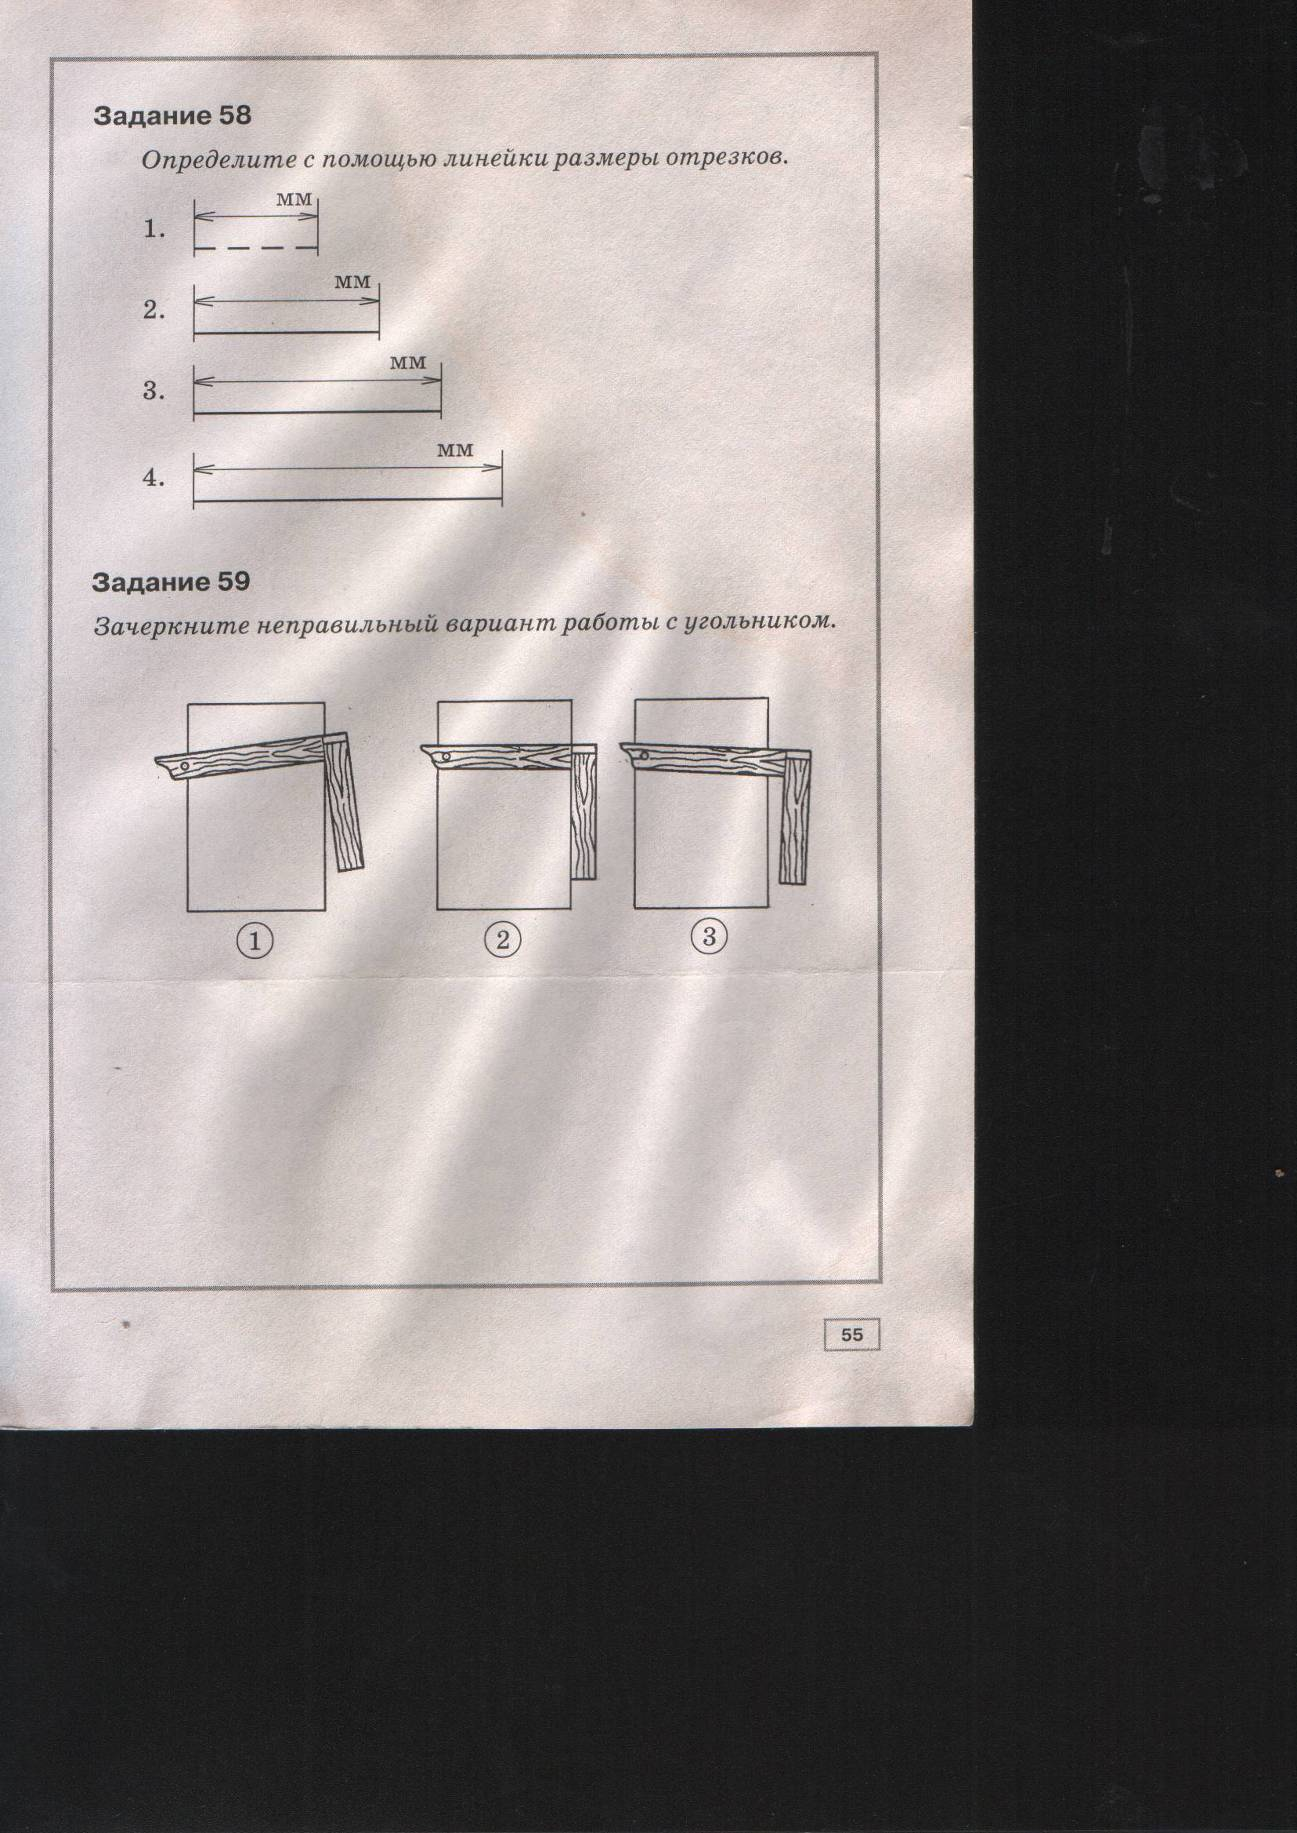 Задание 58
Определите с помощью линейки размеры отрезков.
1. мм
2. мм
3. мм
4. мм
Задание 59
Зачеркните неправильный вариант работы с угольником.
1 2 3
55